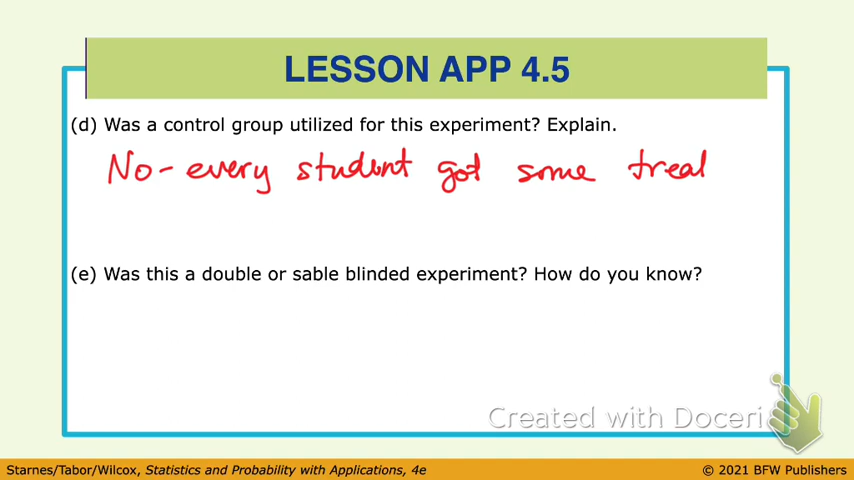 LESSON APP 4.5
(d) Was a control group utilized for this experiment? Explain.
No - every student got some treat
(e) Was this a double or sable blinded experiment? How do you know?
Created with Doceri
Starnes/Tabor/Wilcox, Statistics and Probability with Applications, 4e
© 2021 BFW Publishers